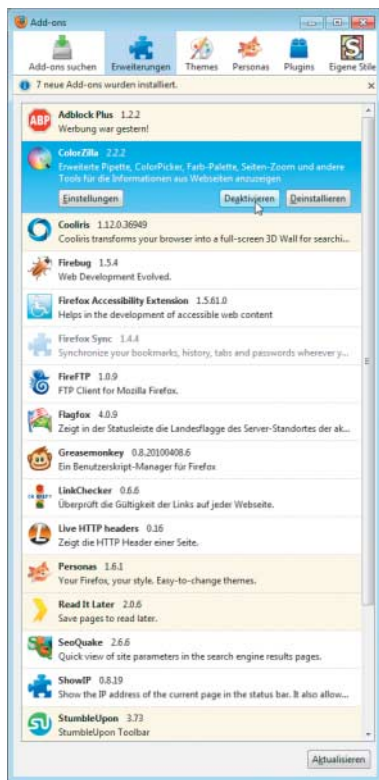 Add-ons
Add-ons suchen Erweiterungen Themes Personas Plugins Eigene Stile
7 neue Add-ons wurden installiert.
ABP
Adblock Plus 1.2.2
Werbung war gestern!
ColorZilla 2.2.2
Erweiterte Pipette, ColorPicker, Farb-Palette, Seiten-Zoom und andere
Tools für die Informationen aus Webseiten anzuzeigen
Einstellungen Deaktivieren Deinstallieren
Cooliris 1.12.0.36949
Cooliris transforms your browser into a full-screen 3D Wall for searchi...
Firebug 1.5.4
Web Development Evolved.
Firefox Accessibility Extension 1.5.61.0
Helps in the development of accessible web content
Firefox Sync 1.4.4
Synchronize your bookmarks, history, tabs and passwords wherever y...
FireFTP 1.0.9
FTP Client for Mozilla Firefox.
Flagfox 4.0.9
Zeigt in der Statusleiste die Landesflagge des Server-Standortes der ak...
Greasemonkey 0.8.20100408.6
Ein Benutzerskript-Manager für Firefox
LinkChecker 0.6.6
Überprüft die Gültigkeit der Links auf jeder Webseite.
Live HTTP headers 0.16
Zeigt die HTTP Header einer Seite.
Personas 1.6.1
Your Firefox, your style. Easy-to-change themes.
Read It Later 2.0.6
Save pages to read later.
SeoQuake 2.6.6
Quick view of site parameters in the search engine results pages.
ShowIP 0.8.19
Show the IP address of the current page in the status bar. It also allow...
StumbleUpon 3.73
StumbleUpon Toolbar
Aktualisieren